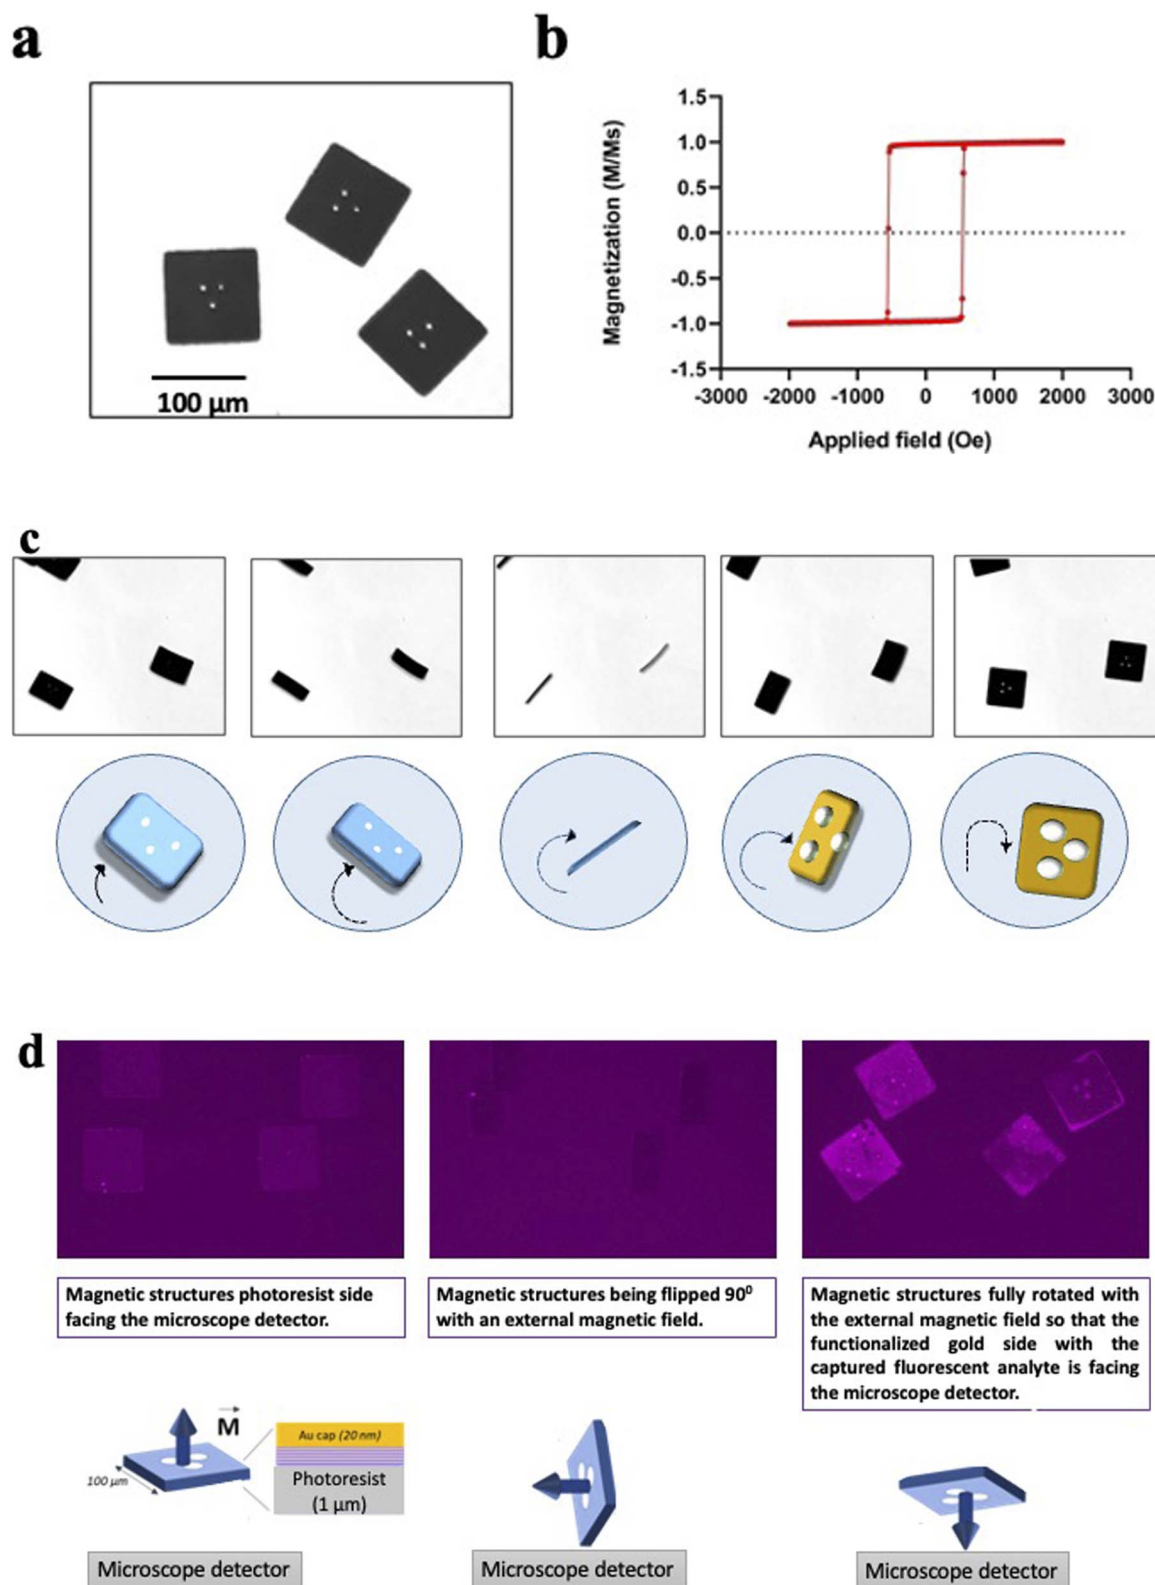 a
100 μm
b
Magnetization (M/Ms)
1.5
1.0
0.5
0.0
-0.5
-1.0
-1.5
-3000 -2000 -1000 0 1000 2000 3000
Applied field (Oe)
c
d
Magnetic structures photoresist side
facing the microscope detector.
Magnetic structures being flipped 90⁰
with an external magnetic field.
Magnetic structures fully rotated with
the external magnetic field so that the
functionalized gold side with the
captured fluorescent analyte is facing
the microscope detector.
M
100 μm
Au cap (20 nm)
Photoresist
(1 μm)
Microscope detector
Microscope detector
Microscope detector